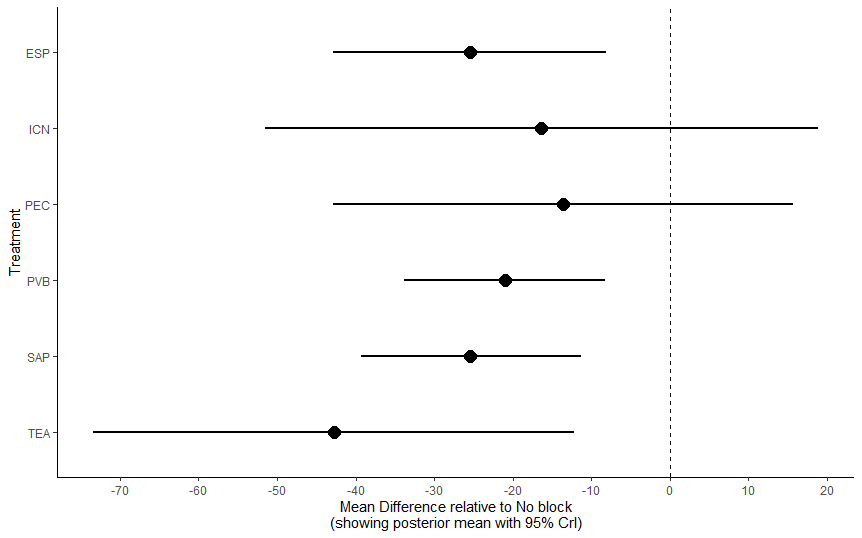 ESP
ICN
PEC
PVB
SAP
TEA
Treatment
-70 -60 -50 -40 -30 -20 -10 0 10 20
Mean Difference relative to No block
(showing posterior mean with 95% CrI)